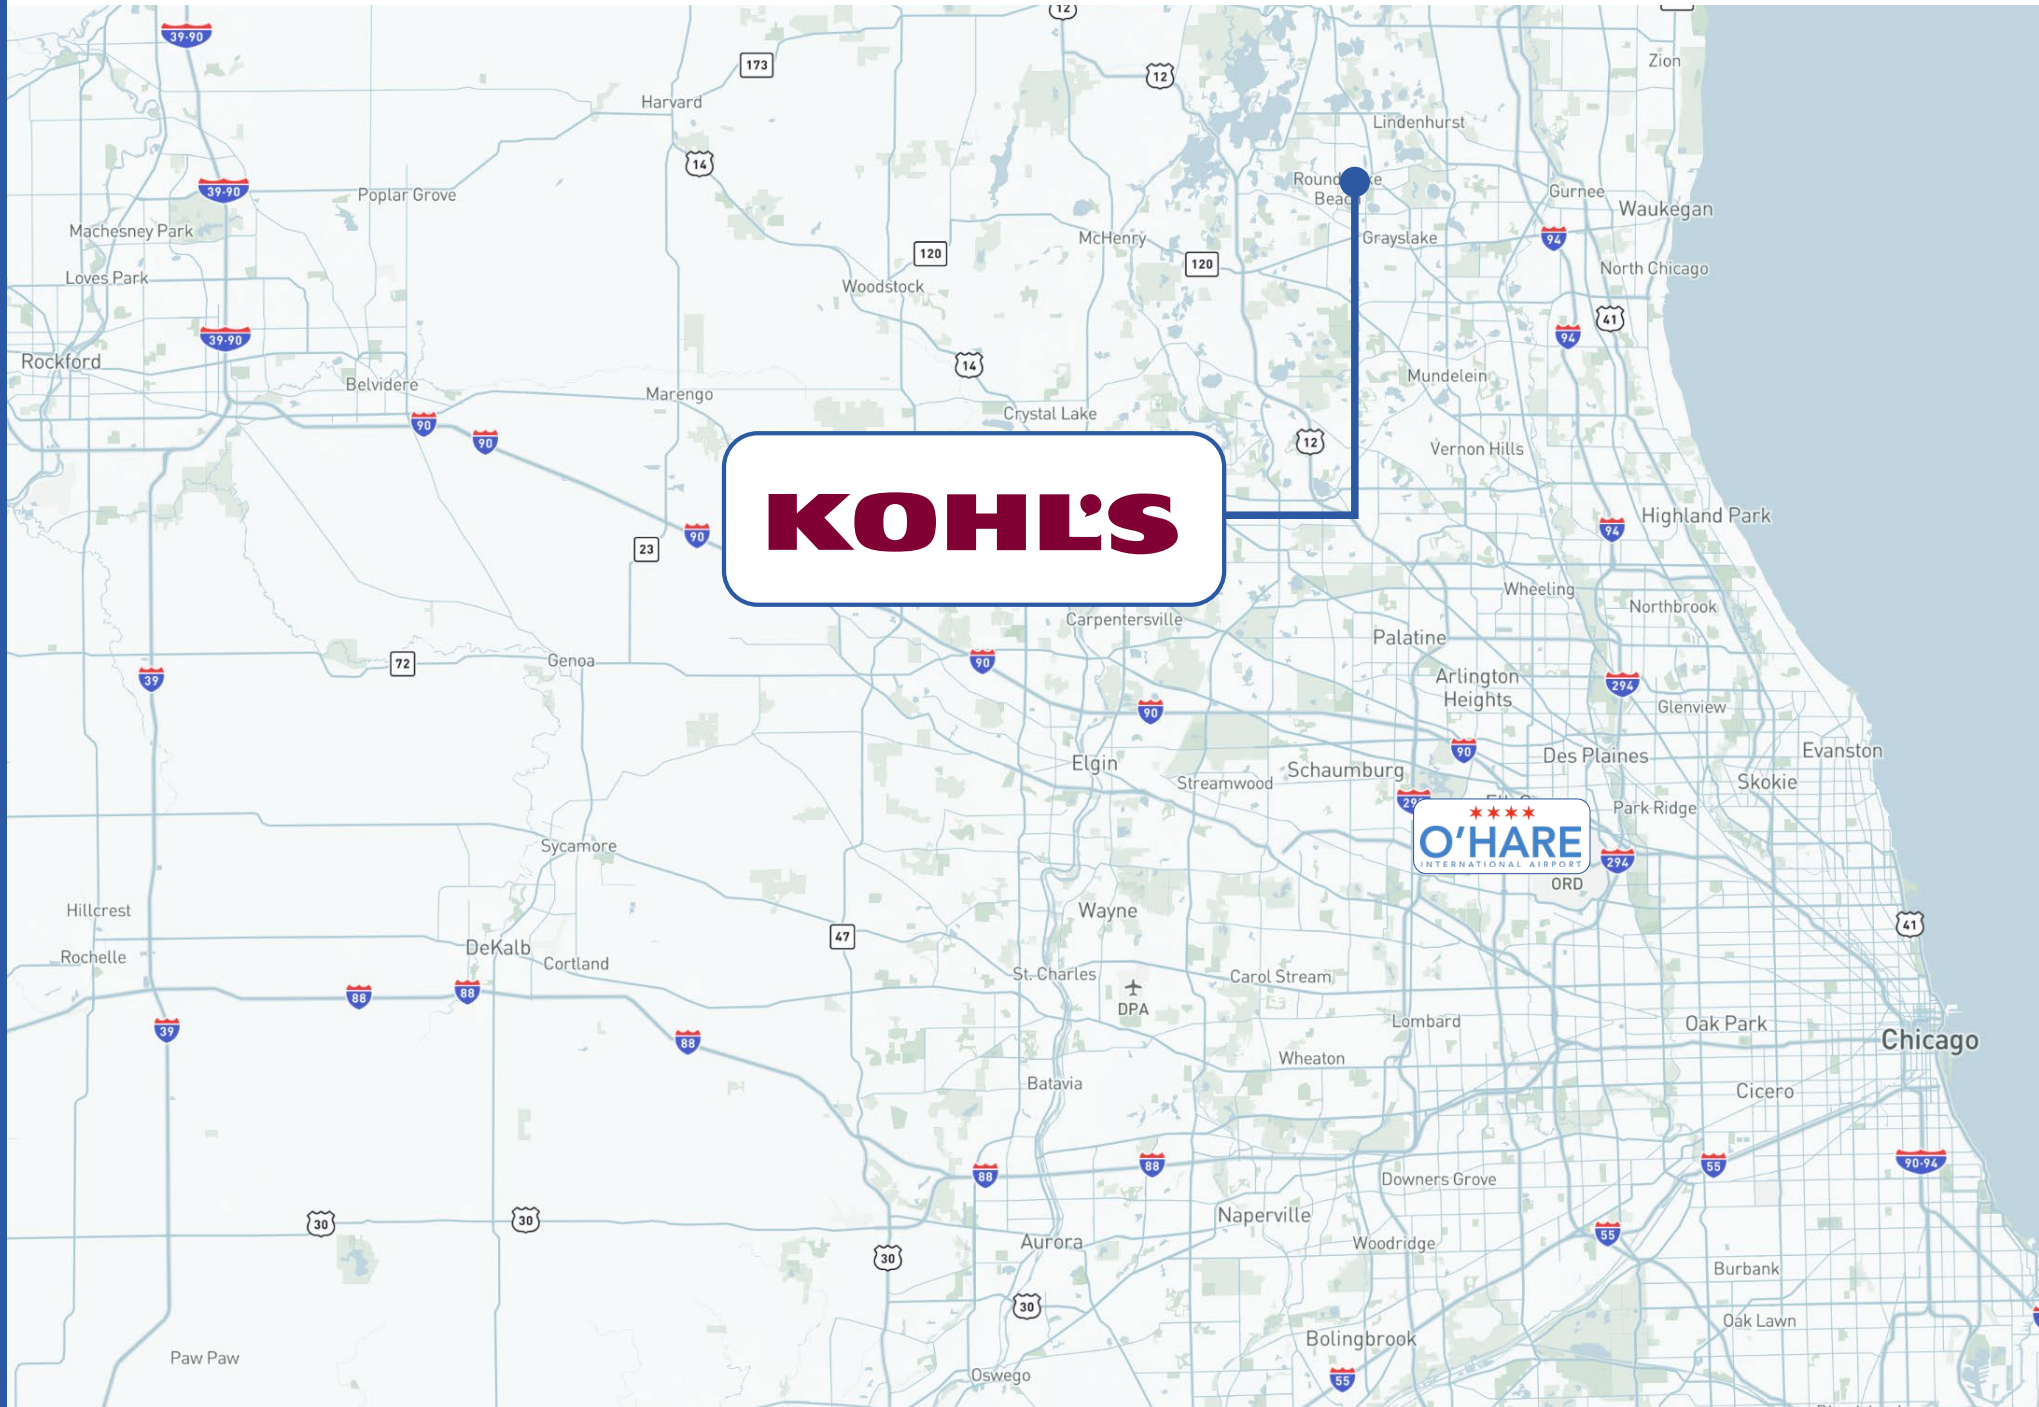 12
39-90
Zion
173
12
Harvard
Lindenhurst
14
39-90
Poplar Grove
Gurnee
Waukegan
Machesney Park
McHenry
Grayslake
94
120
120
Loves Park
North Chicago
Woodstock
39-90
41
94
Rockford
14
Belvidere
Marengo
Mundelein
Crystal Lake
90
90
12
Vernon Hills
KOHL'S
Highland Park
94
90
23
Wheeling
Northbrook
Carpentersville
Palatine
72
Genoa
90
39
Arlington
Heights
294
Glenview
90
90
Des Plaines
Evanston
Elgin
Schaumburg
Streamwood
Skokie
Park Ridge
O'HARE
INTERNATIONAL AIRPORT
294
ORD
Sycamore
Hillcrest
Wayne
47
41
DeKalb
Rochelle
Cortland
St. Charles
Carol Stream
88
88
DPA
39
Lombard
Oak Park
Chicago
88
Wheaton
Batavia
Cicero
88
88
55
90-94
Downers Grove
30
30
Naperville
Aurora
Woodridge
55
30
Burbank
30
Oak Lawn
Bolingbrook
Paw Paw
Oswego
55